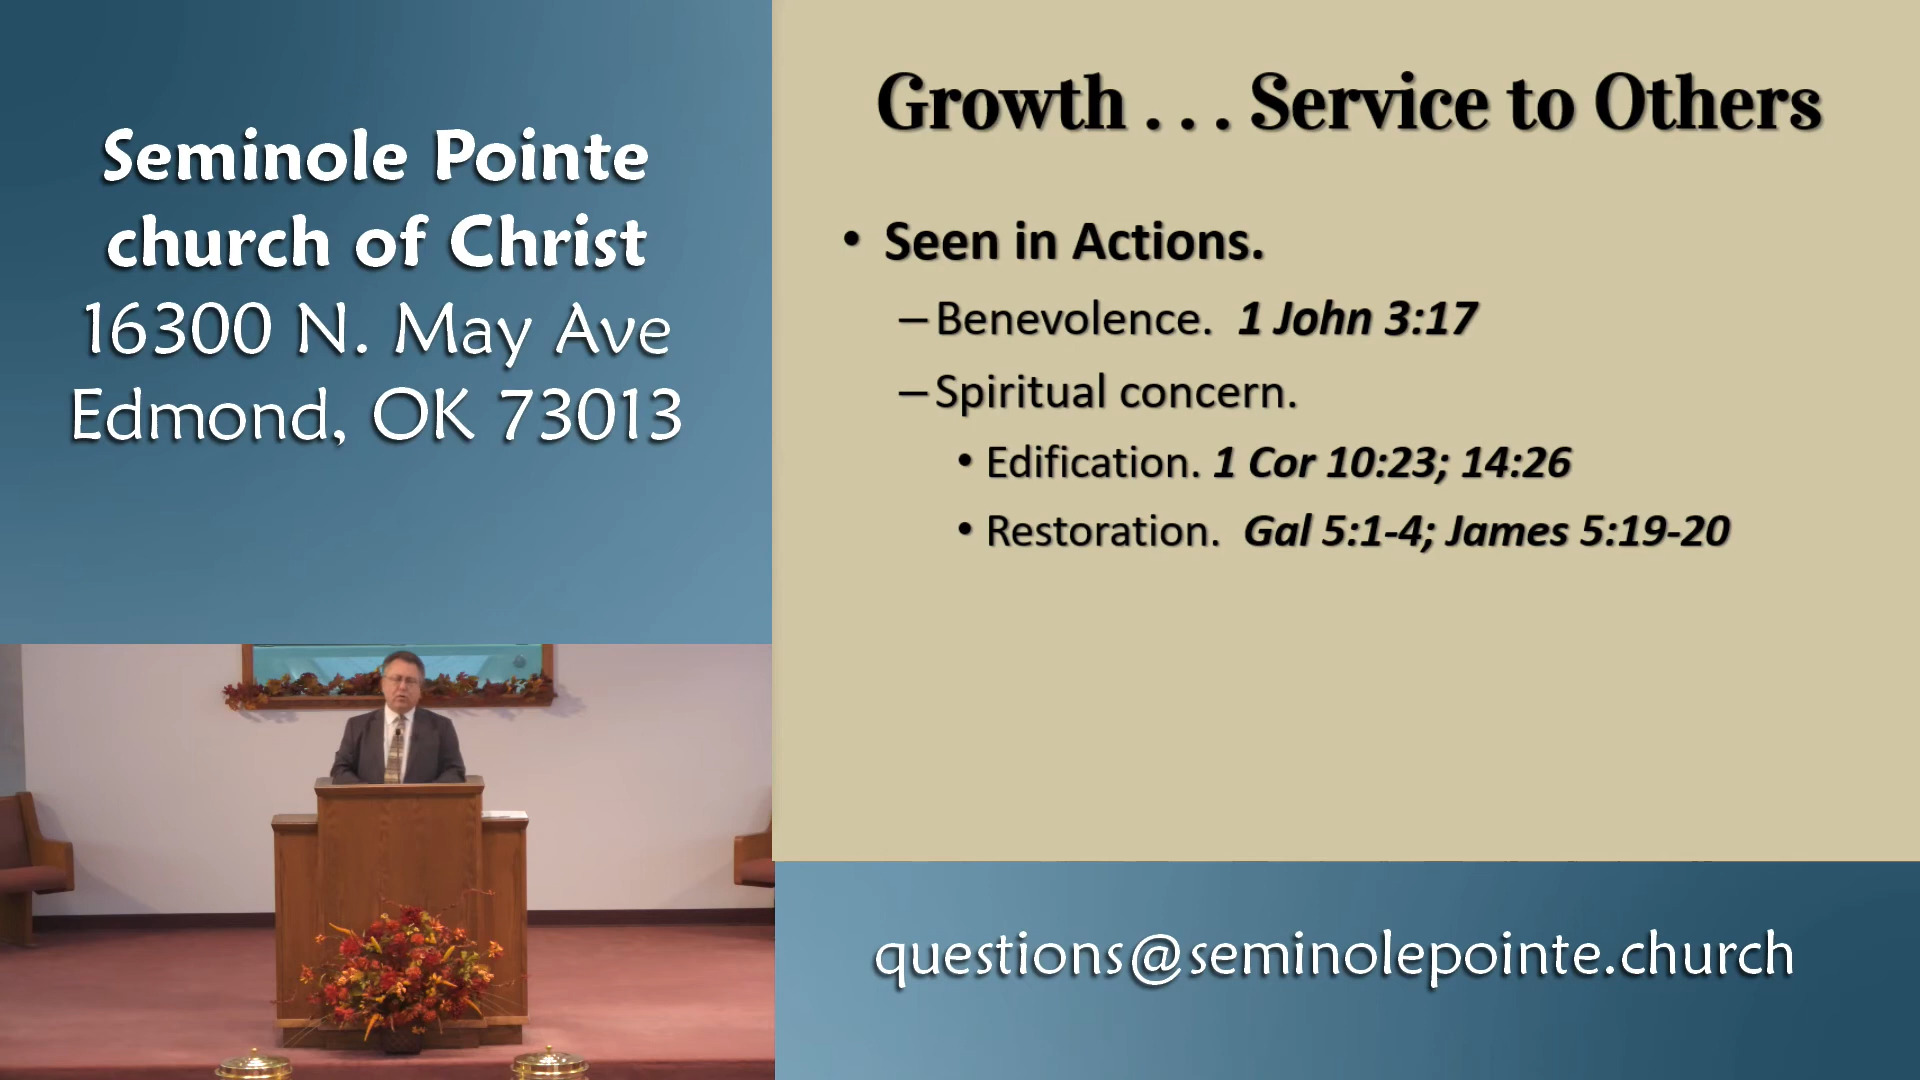 Seminole Pointe
church of Christ
16300 N. May Ave
Edmond, OK 73013
Growth . . . Service to Others
• Seen in Actions.
– Benevolence. 1 John 3:17
– Spiritual concern.
• Edification. 1 Cor 10:23; 14:26
• Restoration. Gal 5:1-4; James 5:19-20
questions@seminolepointe.church